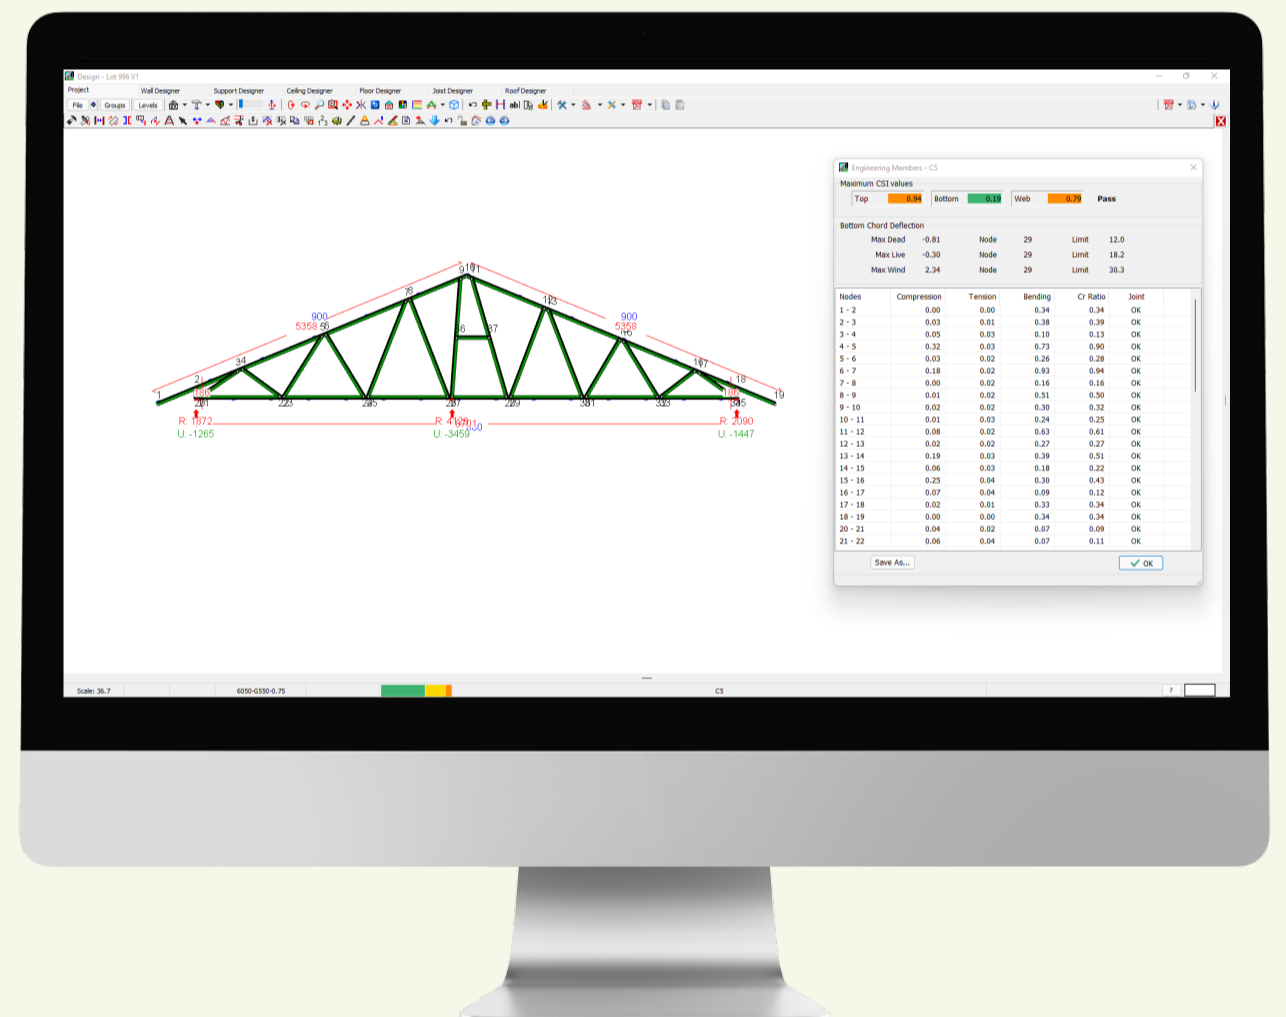 Design - Lot 996 V1
Project Wall Designer Support Designer Ceiling Designer Floor Designer Joist Designer Roof Designer
File Groups Levels
Engineering Members - C5
Maximum CSI values
Top 0.94 Bottom 0.19 Web 0.79 Pass
Bottom Chord Deflection
Max Dead -0.81 Node 29 Limit 12.0
Max Live -0.30 Node 29 Limit 18.2
Max Wind 2.34 Node 29 Limit 30.3
Nodes Compression Tension Bending Cr Ratio Joint
1 - 2 0.00 0.00 0.34 0.34 OK
2 - 3 0.03 0.01 0.38 0.39 OK
3 - 4 0.05 0.03 0.10 0.13 OK
4 - 5 0.32 0.03 0.73 0.90 OK
5 - 6 0.03 0.02 0.26 0.28 OK
6 - 7 0.18 0.02 0.93 0.94 OK
7 - 8 0.00 0.02 0.16 0.16 OK
8 - 9 0.01 0.02 0.51 0.50 OK
9 - 10 0.02 0.02 0.30 0.32 OK
10 - 11 0.01 0.03 0.24 0.25 OK
11 - 12 0.08 0.02 0.63 0.61 OK
12 - 13 0.02 0.02 0.27 0.27 OK
13 - 14 0.19 0.03 0.39 0.51 OK
14 - 15 0.06 0.03 0.18 0.22 OK
15 - 16 0.25 0.04 0.30 0.43 OK
16 - 17 0.07 0.04 0.09 0.12 OK
17 - 18 0.02 0.01 0.33 0.34 OK
18 - 19 0.00 0.00 0.34 0.34 OK
20 - 21 0.04 0.02 0.07 0.09 OK
21 - 22 0.06 0.04 0.07 0.11 OK
Save As... OK
900 900
5358 5358
1 2 18 19
R: 1872 R: 2090
U: -1265 U: -3459 U: -1447
Scale: 36.7 6050-G550-0.75 C5 ?